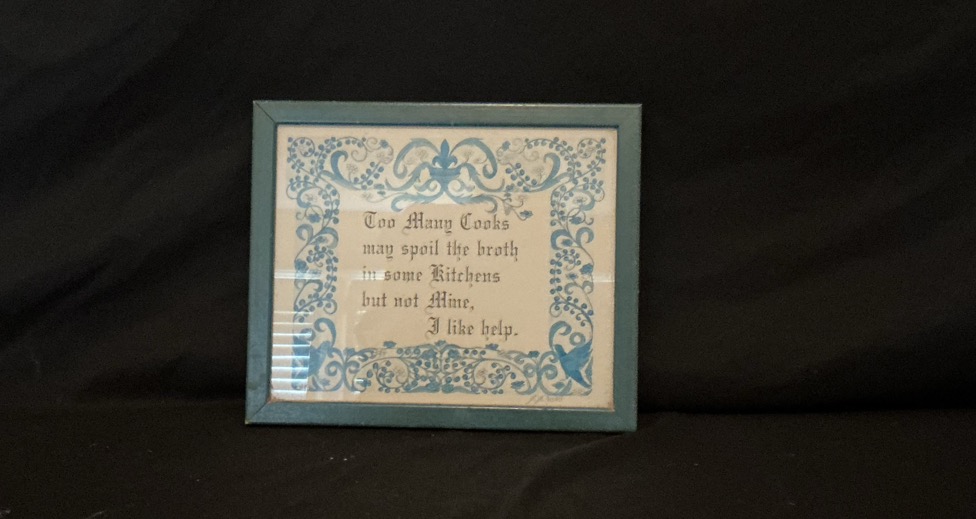 Too Many Cooks
may spoil the broth
in some Kitchens
but not Mine,
I like help.